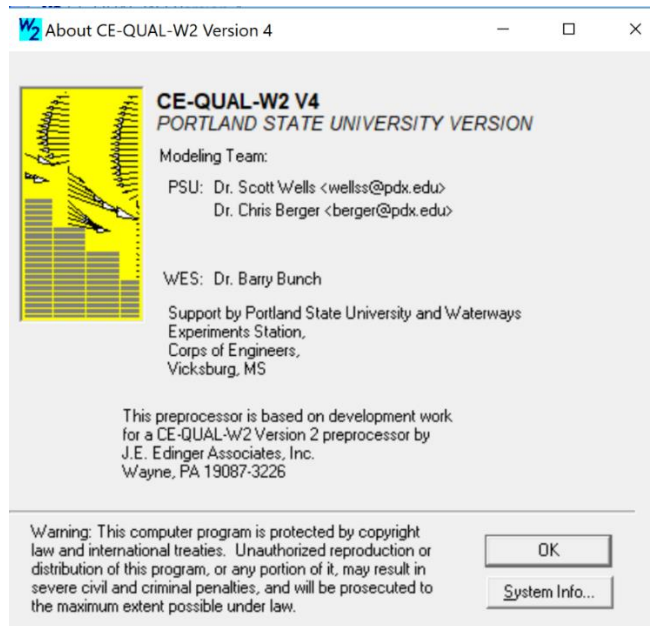 W2 About CE-QUAL-W2 Version 4
CE-QUAL-W2 V4
PORTLAND STATE UNIVERSITY VERSION
Modeling Team:
PSU: Dr. Scott Wells <wellss@pdx.edu>
Dr. Chris Berger <berger@pdx.edu>
WES: Dr. Barry Bunch
Support by Portland State University and Waterways
Experiments Station,
Corps of Engineers,
Vicksburg, MS
This preprocessor is based on development work
for a CE-QUAL-W2 Version 2 preprocessor by
J.E. Edinger Associates, Inc.
Wayne, PA 19087-3226
Warning: This computer program is protected by copyright
law and international treaties. Unauthorized reproduction or
distribution of this program, or any portion of it, may result in
severe civil and criminal penalties, and will be prosecuted to
the maximum extent possible under law.
OK
System Info...